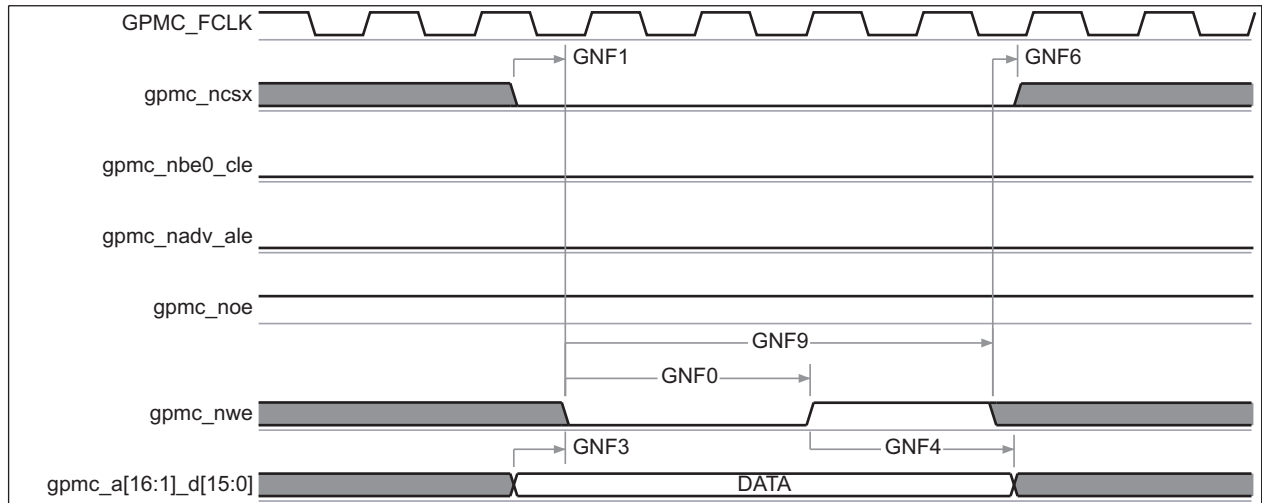 GPMC_FCLK
GNF1
GNF6
gpmc_ncsx
gpmc_nbe0_cle
gpmc_nadv_ale
gpmc_noe
GNF9
GNF0
gpmc_nwe
GNF3
GNF4
gpmc_a[16:1]_d[15:0]
DATA